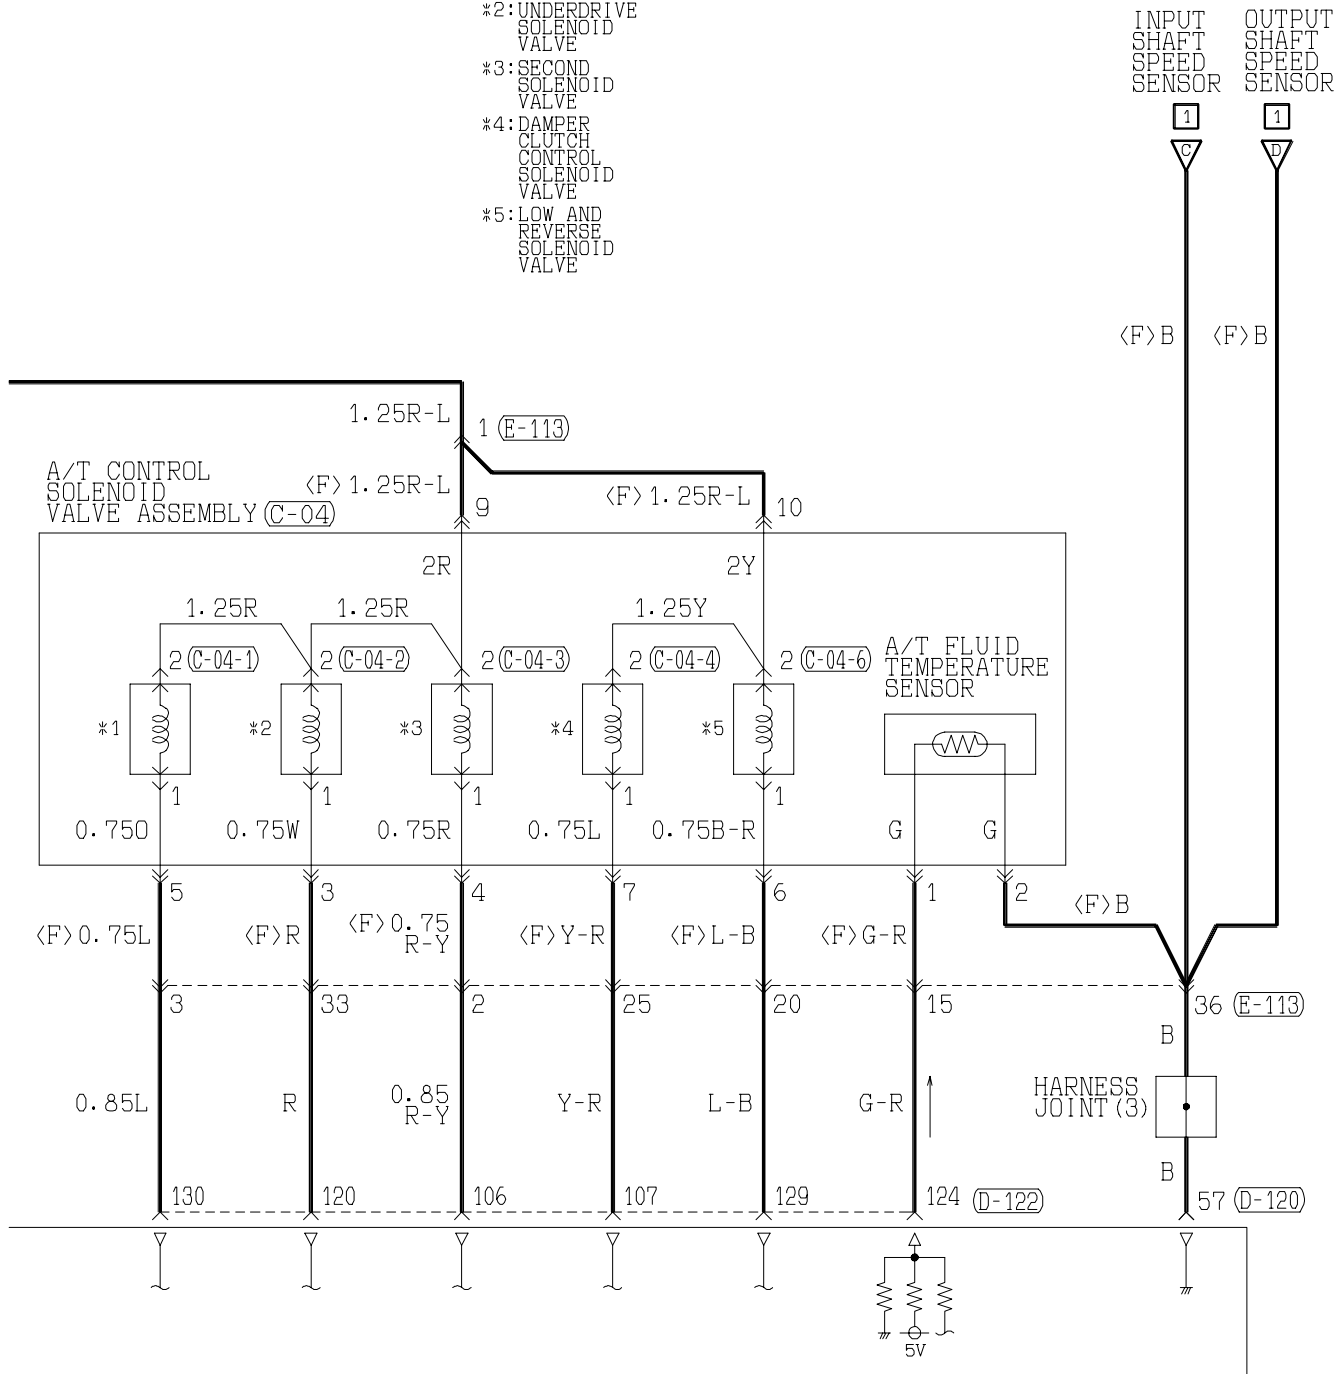 *2:UNDERDRIVE
SOLENOID
VALVE
*3:SECOND
SOLENOID
VALVE
*4:DAMPER
CLUTCH
CONTROL
SOLENOID
VALVE
*5:LOW AND
REVERSE
SOLENOID
VALVE
INPUT
SHAFT
SPEED
SENSOR
1
C
OUTPUT
SHAFT
SPEED
SENSOR
1
D
<F>B
<F>B
1.25R-L
1 E-113
<F>1.25R-L
9
<F>1.25R-L
10
A/T CONTROL
SOLENOID
VALVE ASSEMBLY C-04
2R
2Y
1.25R
1.25R
1.25Y
2 C-04-1
2 C-04-2
2 C-04-3
2 C-04-4
2 C-04-6
A/T FLUID
TEMPERATURE
SENSOR
*1
*2
*3
*4
*5
1
1
1
1
1
0.75O
0.75W
0.75R
0.75L
0.75B-R
G
G
5
3
4
7
6
1
2
<F>B
<F>0.75L
<F>R
<F>0.75
R-Y
<F>Y-R
<F>L-B
<F>G-R
3
33
2
25
20
15
36 E-113
B
0.85L
R
0.85
R-Y
Y-R
L-B
G-R
HARNESS
JOINT(3)
B
130
120
106
107
129
124 D-122
57 D-120
5V